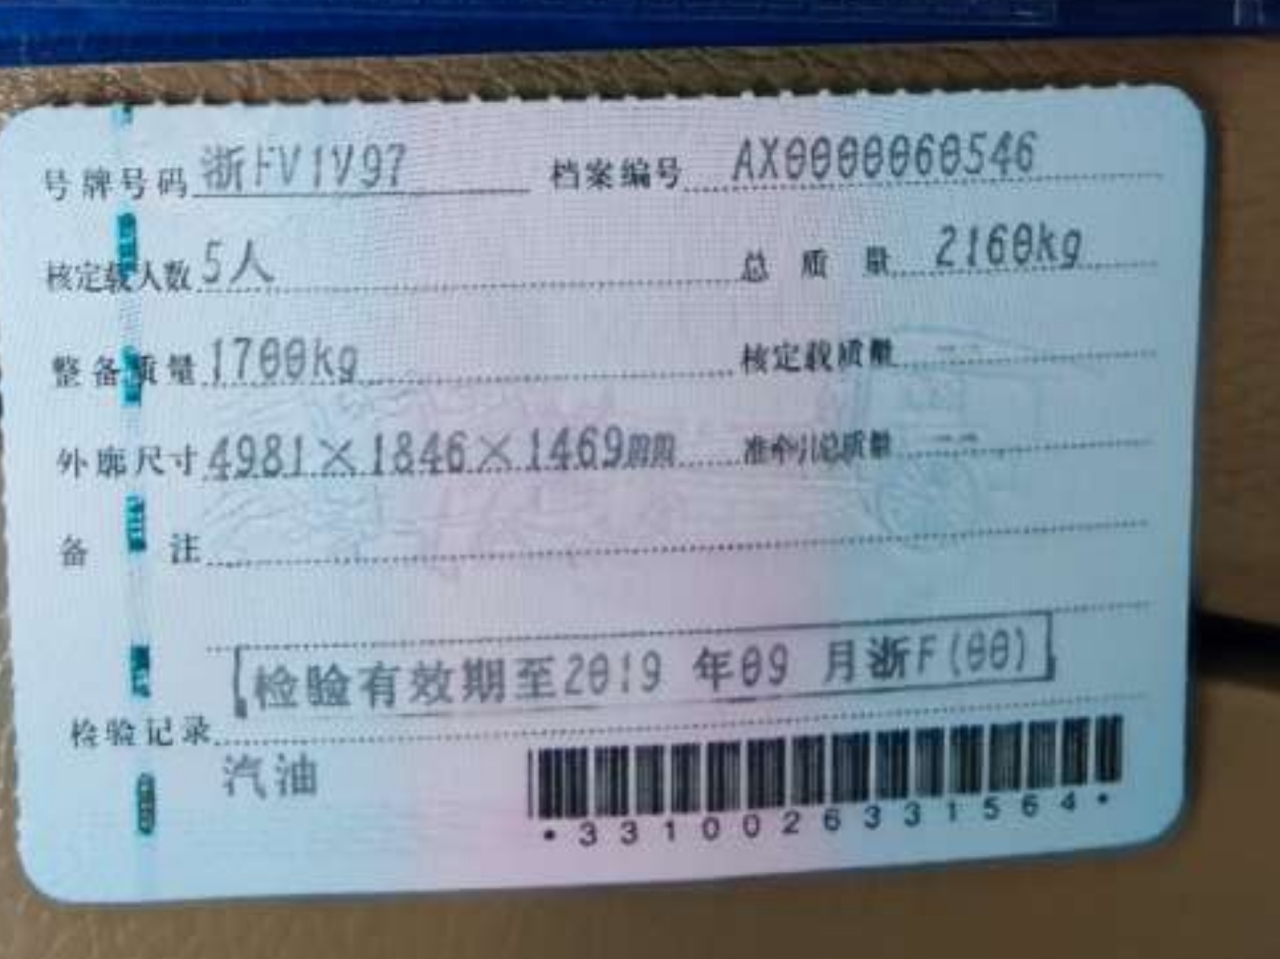 号牌号码 浙FV1V97 档案编号 AX0000060546
核定载人数 5人 总质量 2160kg
整备质量 1700kg 核定载质量 --
外廓尺寸 4981×1846×1469mm 准牵引总质量 --
备注
检验有效期至2019年09月浙F(00)
检验记录
汽油
*3310026331564*